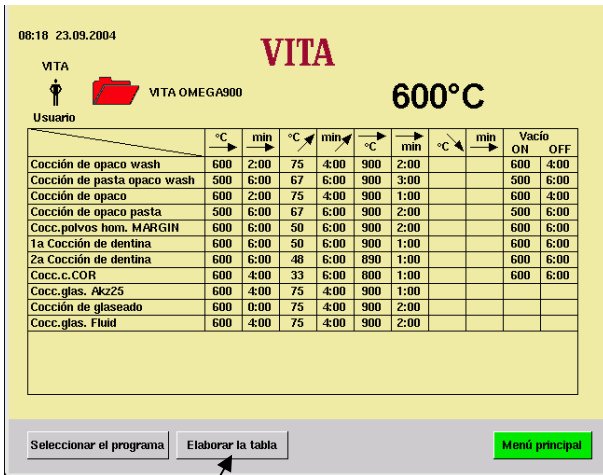 08:18 23.09.2004
VITA
VITA
VITA OMEGA900
600°C
Usuario
°C min °C min °C min °C min Vacío
ON OFF
Cocción de opaco wash 600 2:00 75 4:00 900 2:00 600 4:00
Cocción de pasta opaco wash 500 6:00 67 6:00 900 3:00 500 6:00
Cocción de opaco 600 2:00 75 4:00 900 1:00 600 4:00
Cocción de opaco pasta 500 6:00 67 6:00 900 2:00 500 6:00
Cocc.polvos hom. MARGIN 600 6:00 50 6:00 900 2:00 600 6:00
1a Cocción de dentina 600 6:00 50 6:00 900 1:00 600 6:00
2a Cocción de dentina 600 6:00 48 6:00 890 1:00 600 6:00
Cocc.c.COR 600 4:00 33 6:00 800 1:00 600 6:00
Cocc.glas. Akz25 600 4:00 75 4:00 900 1:00
Cocción de glaseado 600 0:00 75 4:00 900 2:00
Cocc.glas. Fluid 600 4:00 75 4:00 900 2:00
Seleccionar el programa Elaborar la tabla Menú principal